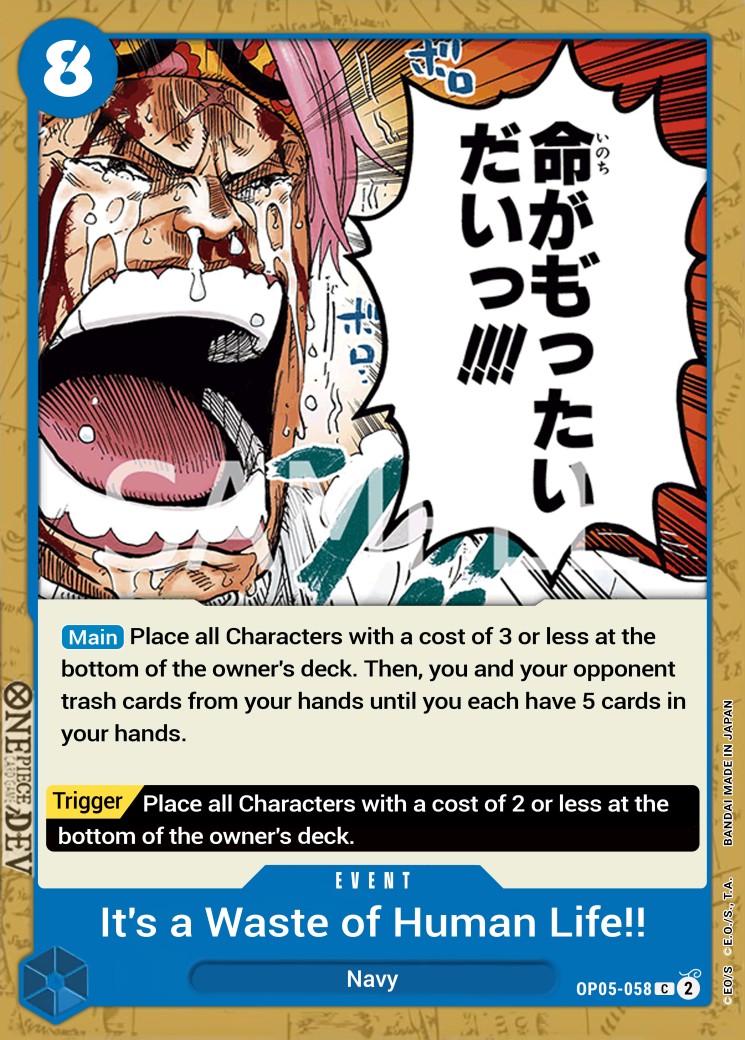 8
ボロ
命がもったい
いのち
だいっ!!!!
ボロ
SAMPLE
Main Place all Characters with a cost of 3 or less at the
bottom of the owner's deck. Then, you and your opponent
trash cards from your hands until you each have 5 cards in
your hands.
Trigger Place all Characters with a cost of 2 or less at the
bottom of the owner's deck.
EVENT
It's a Waste of Human Life!!
Navy
OP05-058 C 2
ONE PIECE
CARD GAME
DEV
©EO/S ©E.O./S., T.A. BANDAI MADE IN JAPAN